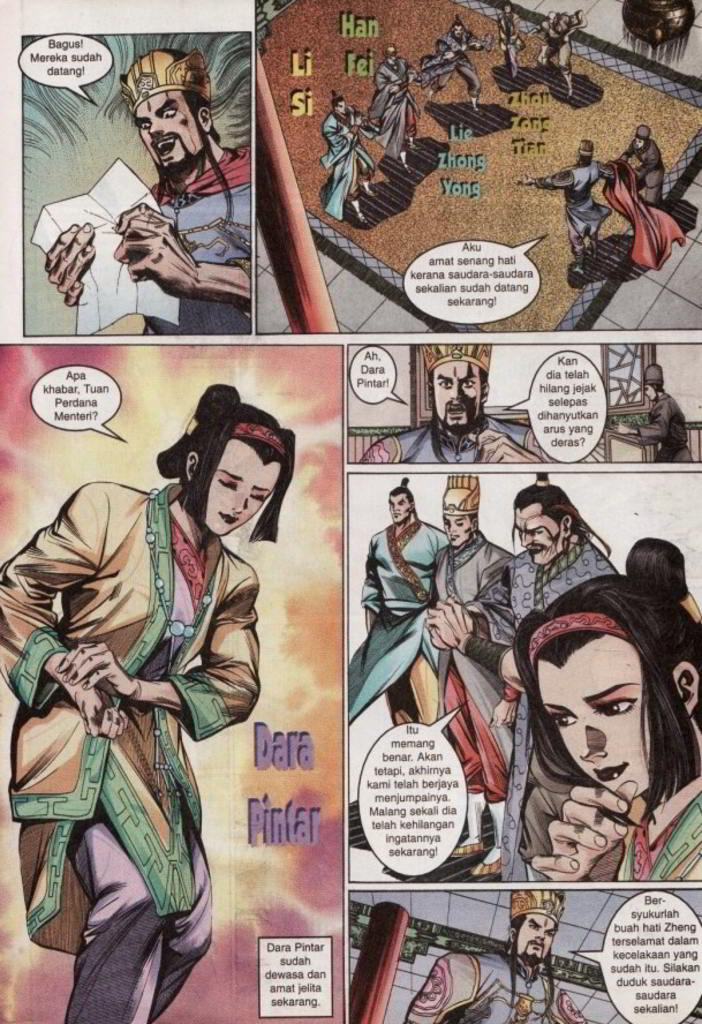 Bagus!
Mereka sudah
datang!
Han
Fei
Li
Si
Zhou
Zong
Tian
Lie
Zhong
Yong
Aku
amat senang hati
kerana saudara-saudara
sekalian sudah datang
sekarang!
Apa
khabar, Tuan
Perdana
Menteri?
Dara
Pintar
Dara Pintar
sudah
dewasa dan
amat jelita
sekarang.
Ah,
Dara
Pintar!
Kan
dia telah
hilang jejak
selepas
dihanyutkan
arus yang
deras?
Itu
memang
benar. Akan
tetapi, akhirnya
kami telah berjaya
menjumpainya.
Malang sekali dia
telah kehilangan
ingatannya
sekarang!
Ber-
syukurlah
buah hati Zheng
terselamat dalam
kecelakaan yang
sudah itu. Silakan
duduk saudara-
saudara
sekalian!